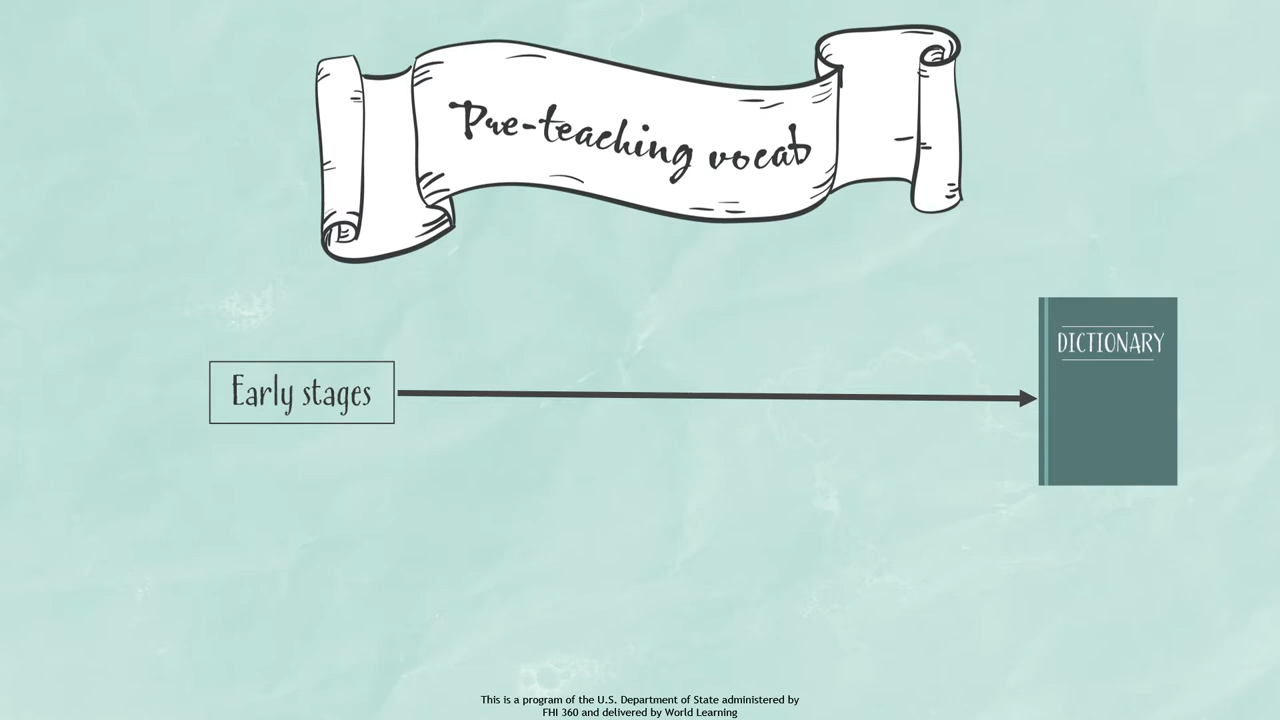 Pre-teaching vocab
Early stages
DICTIONARY
This is a program of the U.S. Department of State administered by
FHI 360 and delivered by World Learning